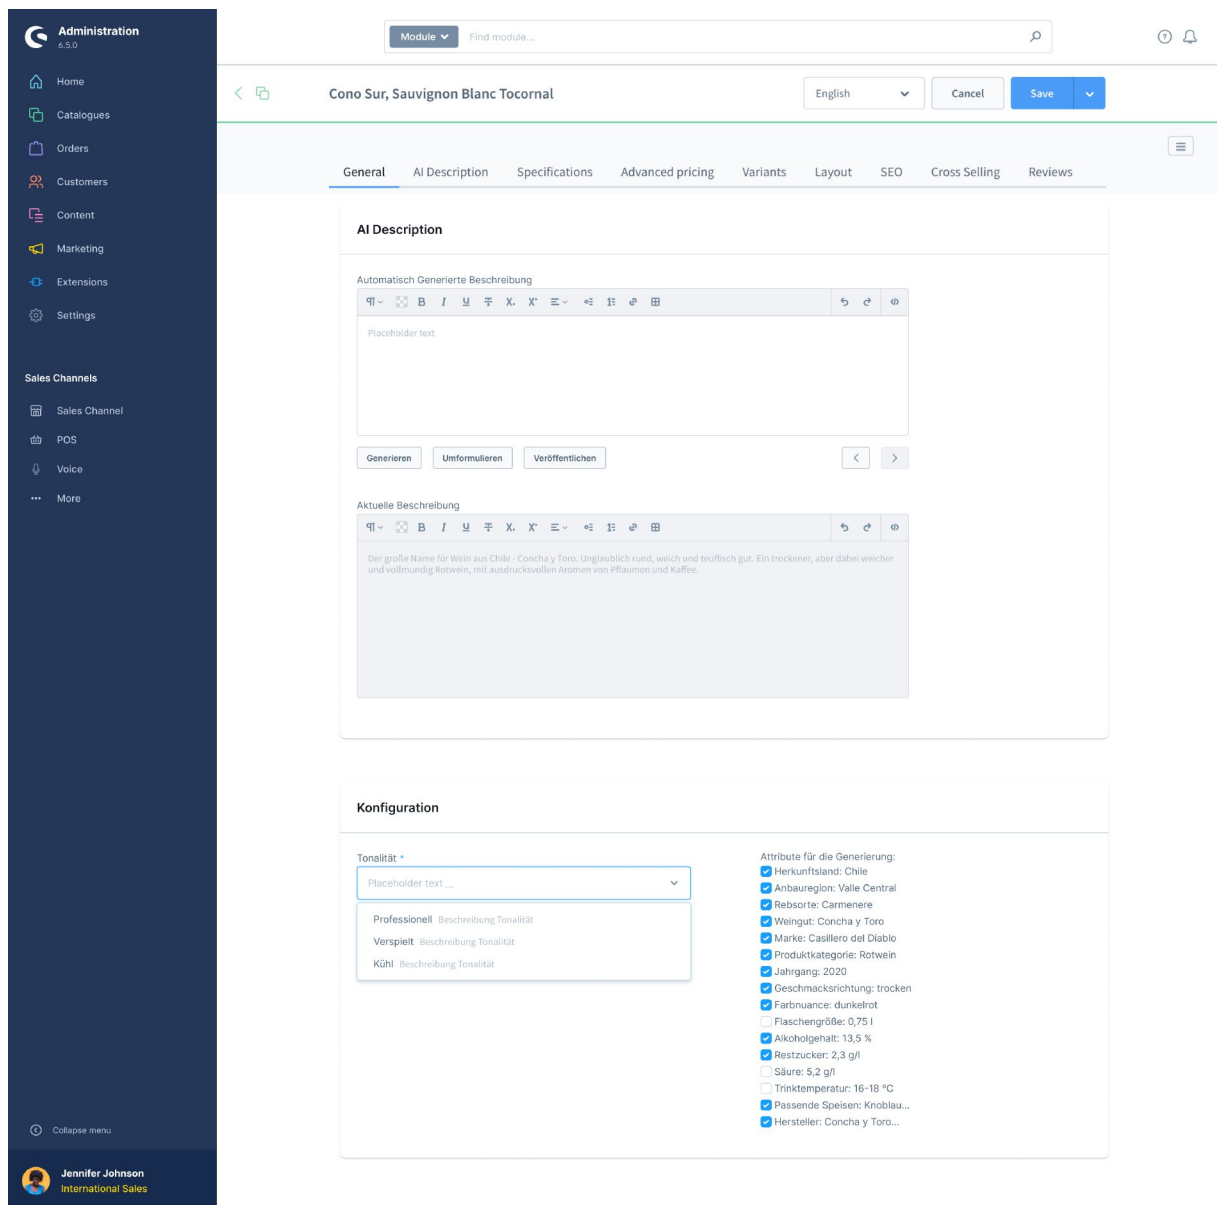 Administration
6.5.0
Module
Find module...
Home
Catalogues
Orders
Customers
Content
Marketing
Extensions
Settings
Sales Channels
Sales Channel
POS
Voice
More
Collapse menu
Jennifer Johnson
International Sales
Cono Sur, Sauvignon Blanc Tocornal
English
Cancel
Save
General AI Description Specifications Advanced pricing Variants Layout SEO Cross Selling Reviews
AI Description
Automatisch Generierte Beschreibung
Placeholder text
Generieren
Umformulieren
Veröffentlichen
Aktuelle Beschreibung
Der große Name für Wein aus Chile - Concha y Toro. Unglaublich rund, weich und teuflisch gut. Ein trockener, aber dabei weicher
und vollmundig Rotwein, mit ausdrucksvollen Aromen von Pflaumen und Kaffee.
Konfiguration
Tonalität *
Placeholder text ...
Professionell Beschreibung Tonalität
Verspielt Beschreibung Tonalität
Kühl Beschreibung Tonalität
Attribute für die Generierung:
Herkunftsland: Chile
Anbauregion: Valle Central
Rebsorte: Carmenere
Weingut: Concha y Toro
Marke: Casillero del Diablo
Produktkategorie: Rotwein
Jahrgang: 2020
Geschmacksrichtung: trocken
Farbnuance: dunkelrot
Flaschengröße: 0,75 l
Alkoholgehalt: 13,5 %
Restzucker: 2,3 g/l
Säure: 5,2 g/l
Trinktemperatur: 16-18 °C
Passende Speisen: Knoblau...
Hersteller: Concha y Toro...